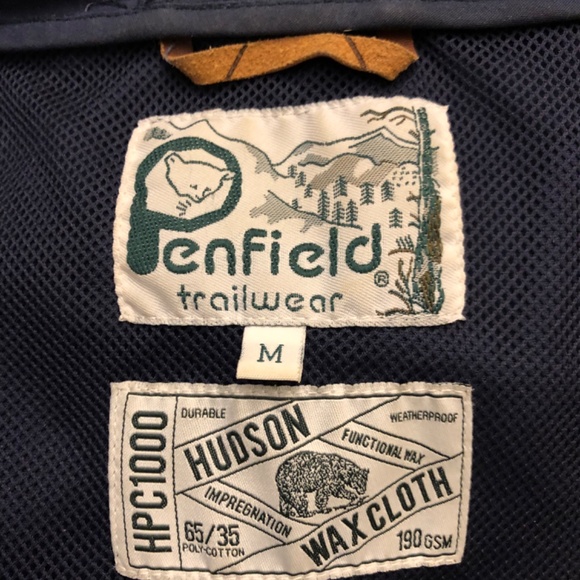 Penfield®
trailwear
M
HPC1000
DURABLE
WEATHERPROOF
HUDSON
FUNCTIONAL WAX
IMPREGNATION
WAX CLOTH
65/35
POLY-COTTON
190 GSM